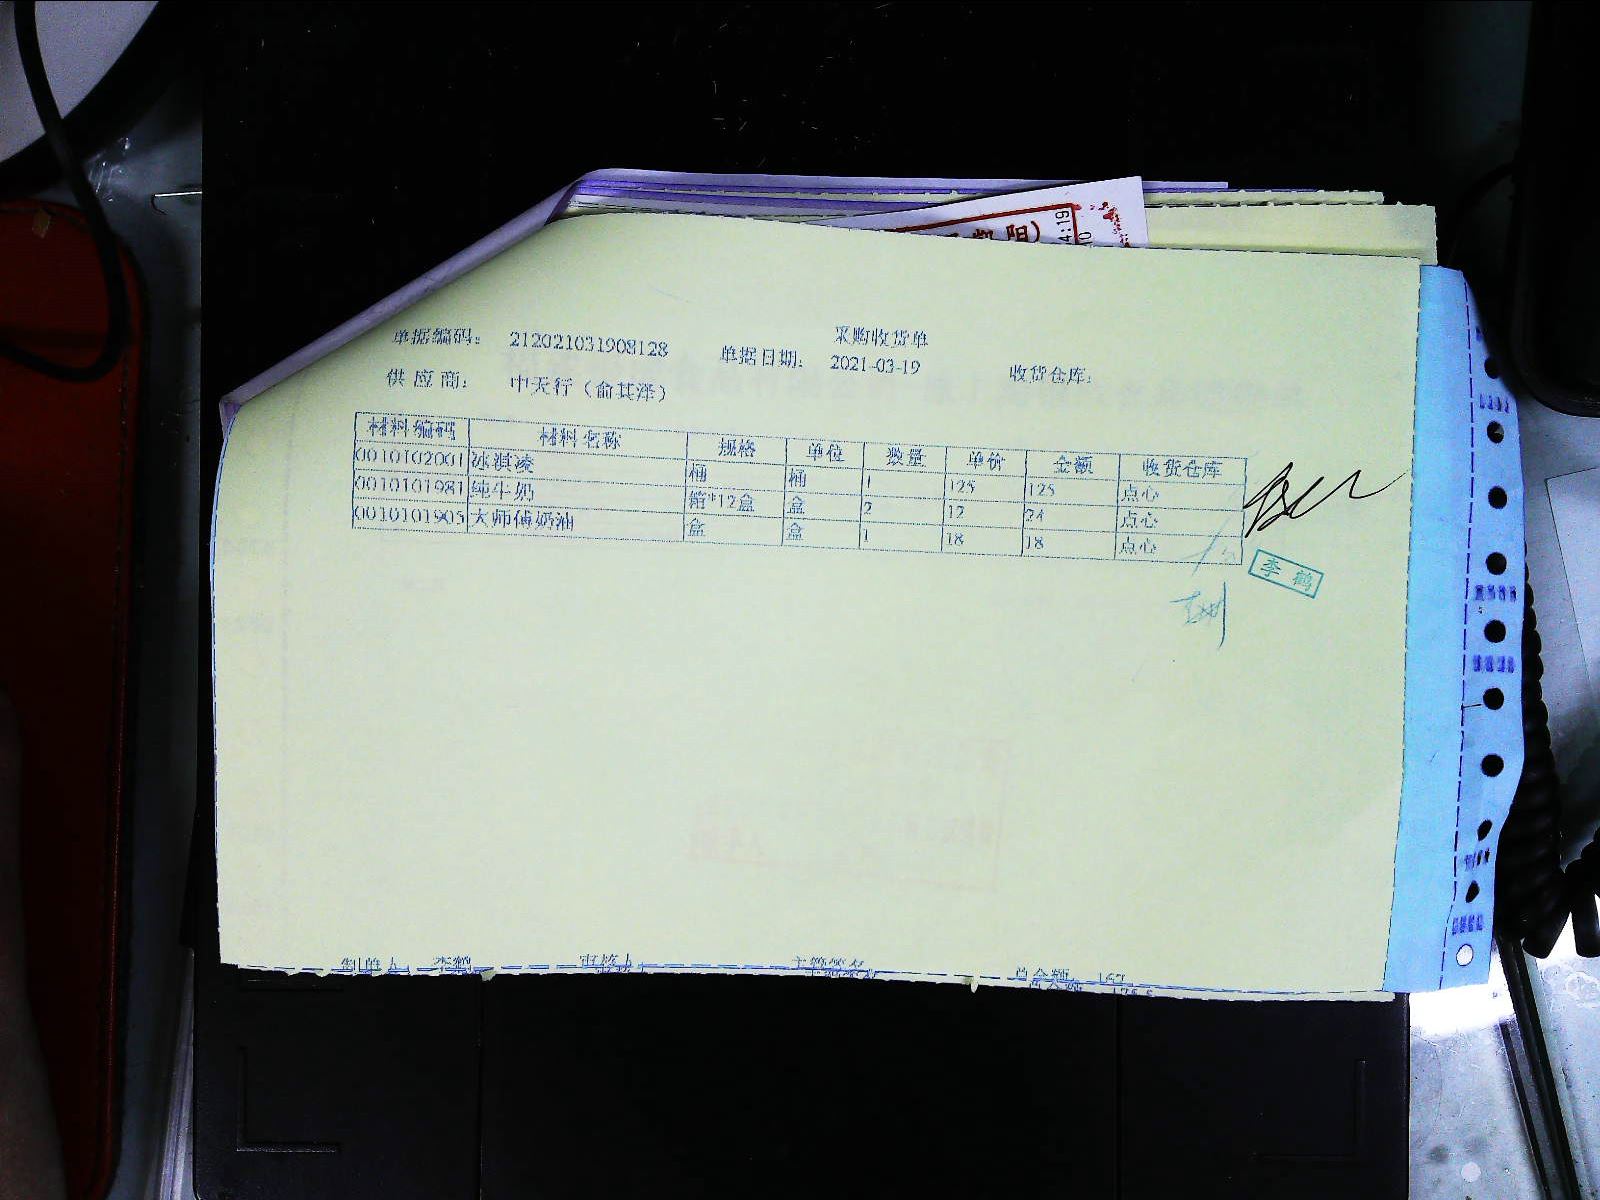 采购收货单
单据编码： 212021031908128 单据日期： 2021-03-19 收货仓库：
供应商： 中天行（俞其泽）
材料编码 材料名称 规格 单位 数量 单价 金额 收货仓库
0010102001 冰淇凌 桶 桶 1 125 125 点心
0010101981 纯牛奶 箱*12盒 盒 2 12 24 点心
0010101905 大师傅奶油 盒 盒 1 18 18 点心
李鹤
制单人 李鹤 审核人 主管签名 总金额 167